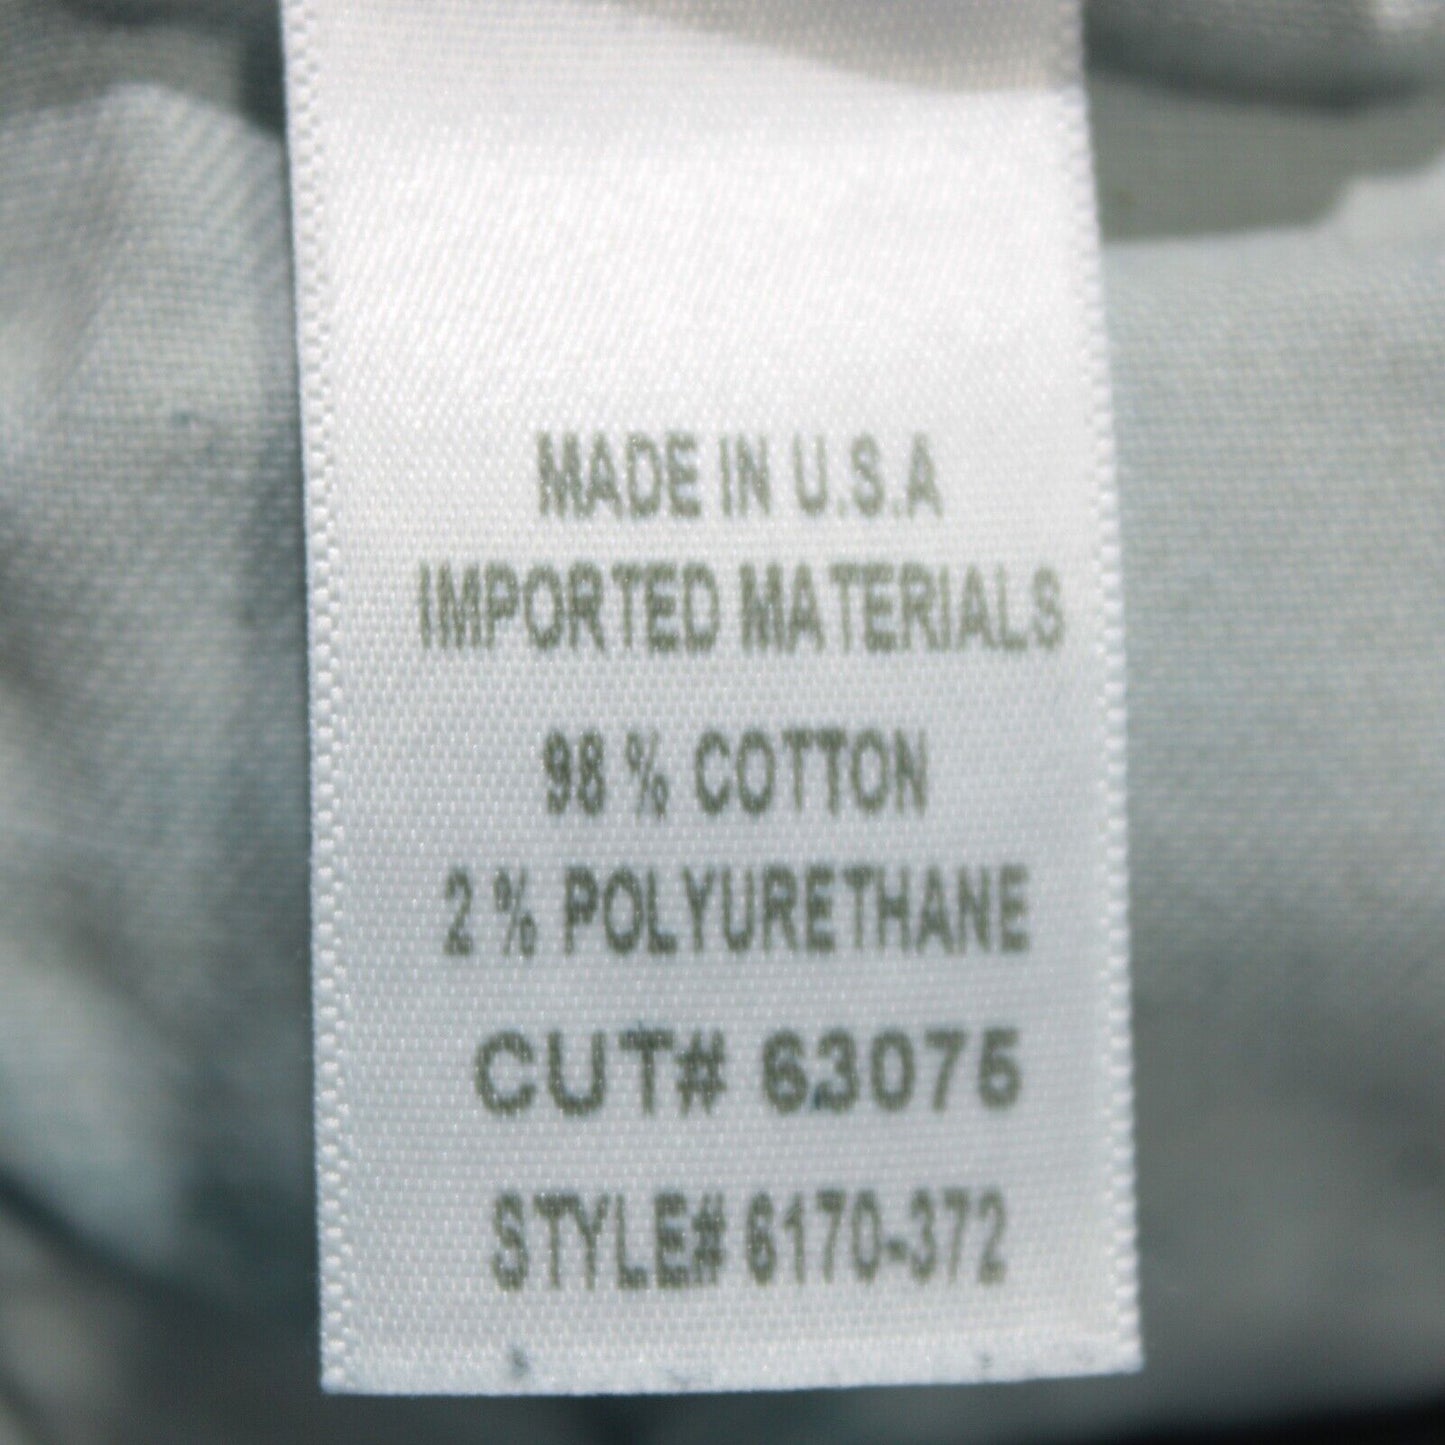 MADE IN U.S.A
IMPORTED MATERIALS
98 % COTTON
2 % POLYURETHANE
CUT# 63075
STYLE# 6170-372